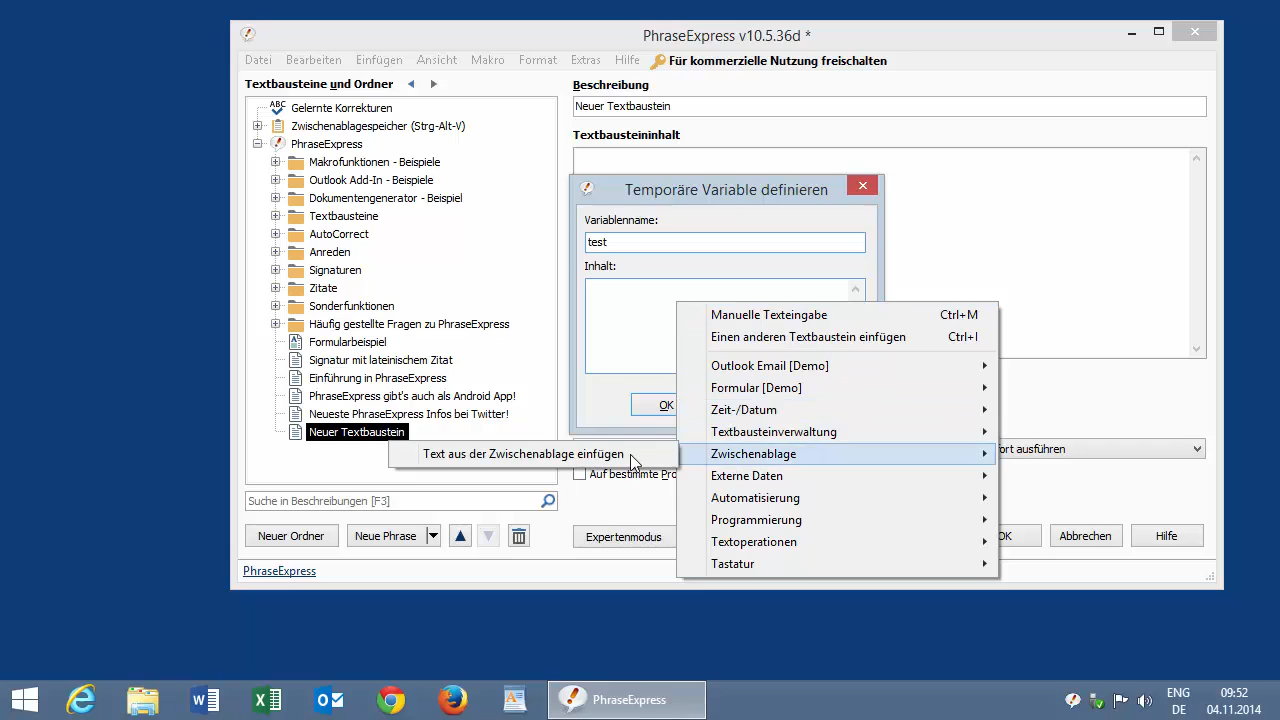 PhraseExpress v10.5.36d *
Datei Bearbeiten Einfügen Ansicht Makro Format Extras Hilfe Für kommerzielle Nutzung freischalten
Textbausteine und Ordner
ABC Gelernte Korrekturen
Zwischenablagespeicher (Strg-Alt-V)
PhraseExpress
Makrofunktionen - Beispiele
Outlook Add-In - Beispiele
Dokumentengenerator - Beispiel
Textbausteine
AutoCorrect
Anreden
Signaturen
Zitate
Sonderfunktionen
Häufig gestellte Fragen zu PhraseExpress
Formularbeispiel
Signatur mit lateinischem Zitat
Einführung in PhraseExpress
PhraseExpress gibt's auch als Android App!
Neueste PhraseExpress Infos bei Twitter!
Neuer Textbaustein
Suche in Beschreibungen [F3]
Neuer Ordner Neue Phrase
PhraseExpress
Beschreibung
Neuer Textbaustein
Textbausteininhalt
Temporäre Variable definieren
Variablenname:
test
Inhalt:
OK
Manuelle Texteingabe Ctrl+M
Einen anderen Textbaustein einfügen Ctrl+I
Outlook Email [Demo]
Formular [Demo]
Zeit-/Datum
Textbausteinverwaltung
Zwischenablage
Externe Daten
Automatisierung
Programmierung
Textoperationen
Tastatur
Text aus der Zwischenablage einfügen
ort ausführen
Auf bestimmte Pro
Expertenmodus
OK Abbrechen Hilfe
PhraseExpress
ENG 09:52
DE 04.11.2014